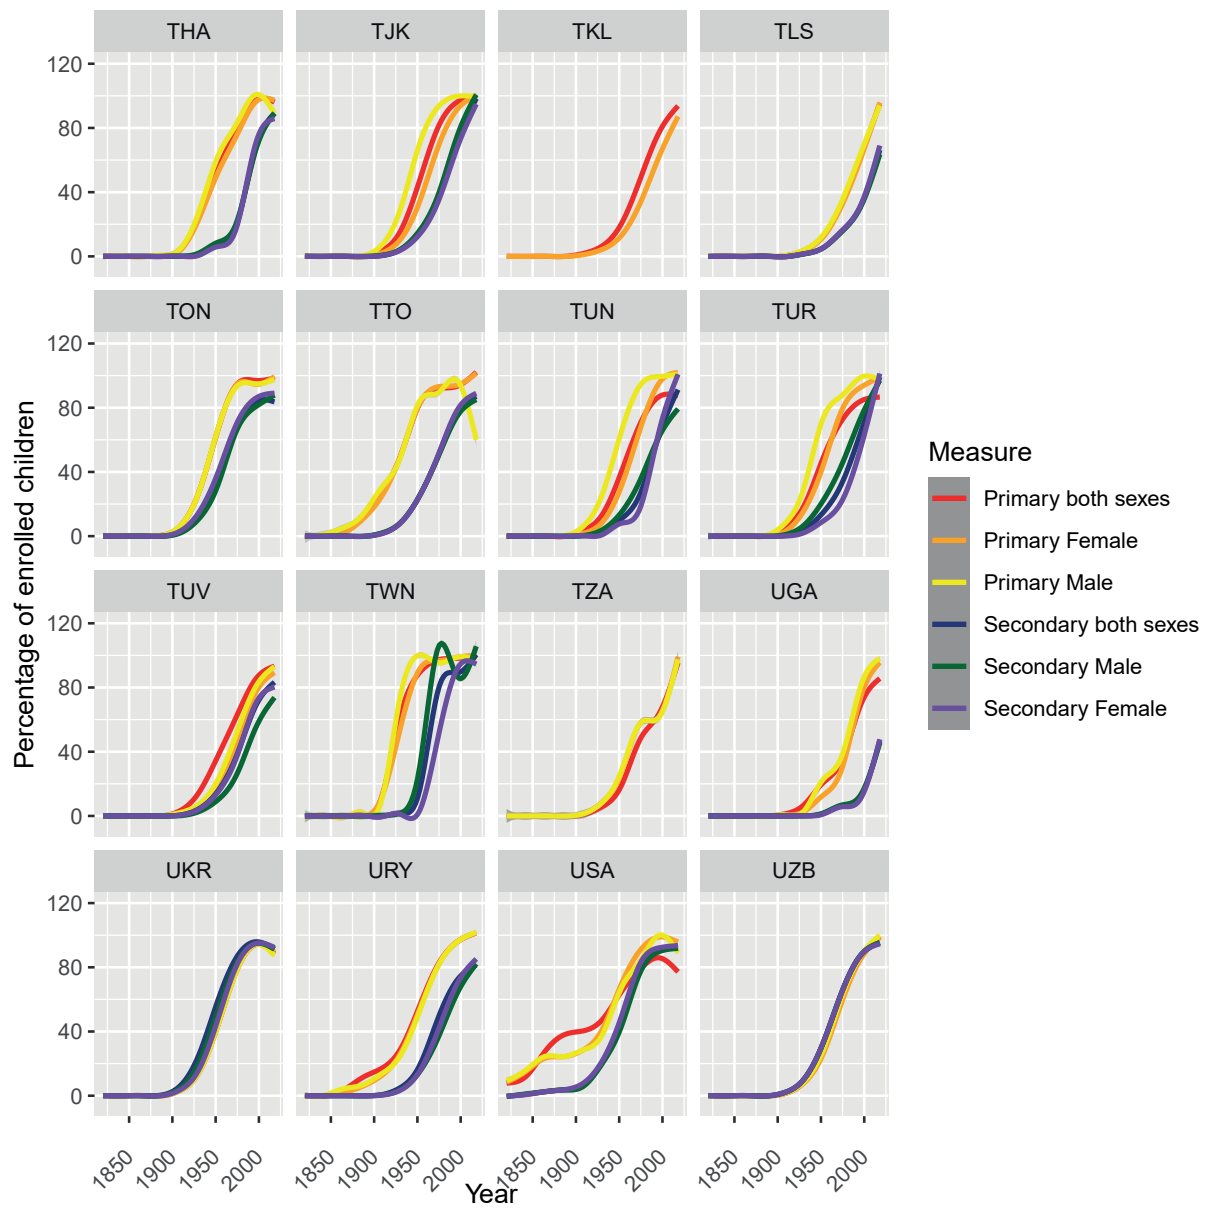 THA TJK TKL TLS
120
80
40
0
TON TTO TUN TUR
120
80
40
0
TUV TWN TZA UGA
120
80
40
0
UKR URY USA UZB
120
80
40
0
1850 1900 1950 2000 1850 1900 1950 2000 1850 1900 1950 2000 1850 1900 1950 2000
Year
Percentage of enrolled children
Measure
Primary both sexes
Primary Female
Primary Male
Secondary both sexes
Secondary Male
Secondary Female